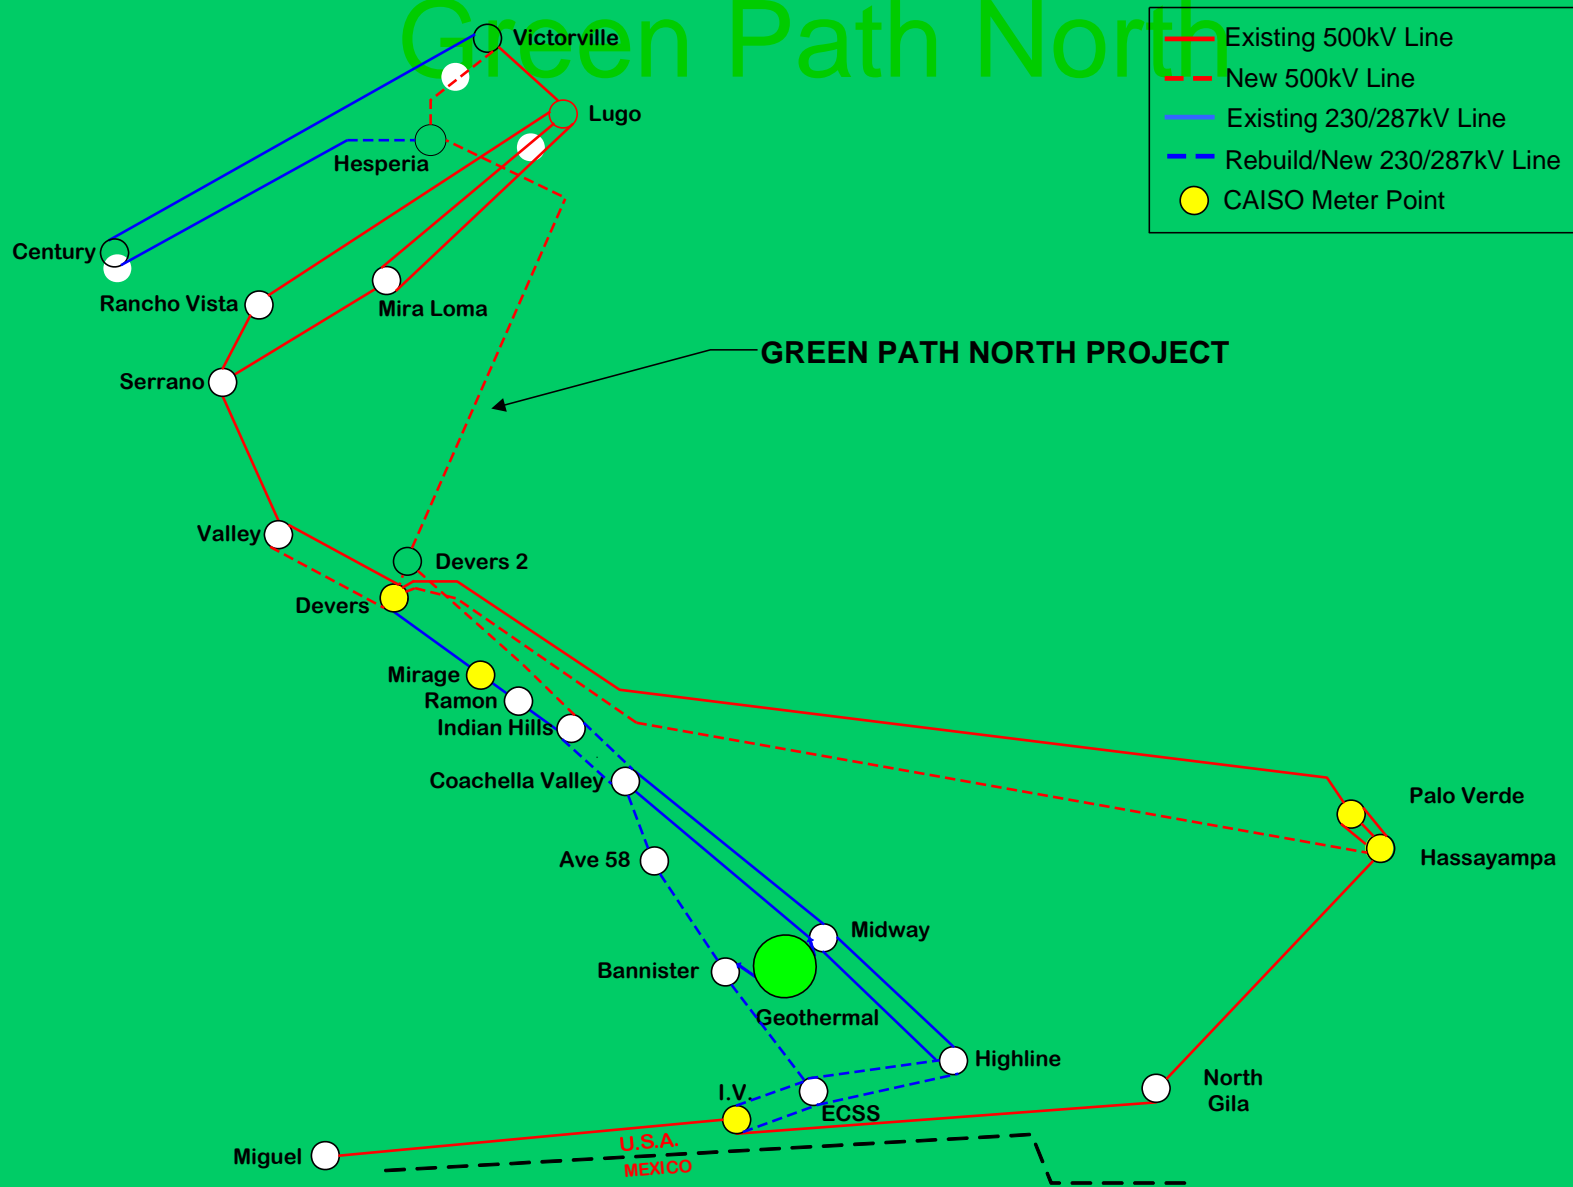 Green Path North
Existing 500kV Line
New 500kV Line
Existing 230/287kV Line
Rebuild/New 230/287kV Line
CAISO Meter Point
Victorville
Lugo
Hesperia
Century
Rancho Vista
Mira Loma
GREEN PATH NORTH PROJECT
Serrano
Valley
Devers 2
Devers
Mirage
Ramon
Indian Hills
Coachella Valley
Palo Verde
Hassayampa
Ave 58
Midway
Bannister
Geothermal
Highline
North
Gila
I.V.
ECSS
U.S.A.
Miguel
MEXICO